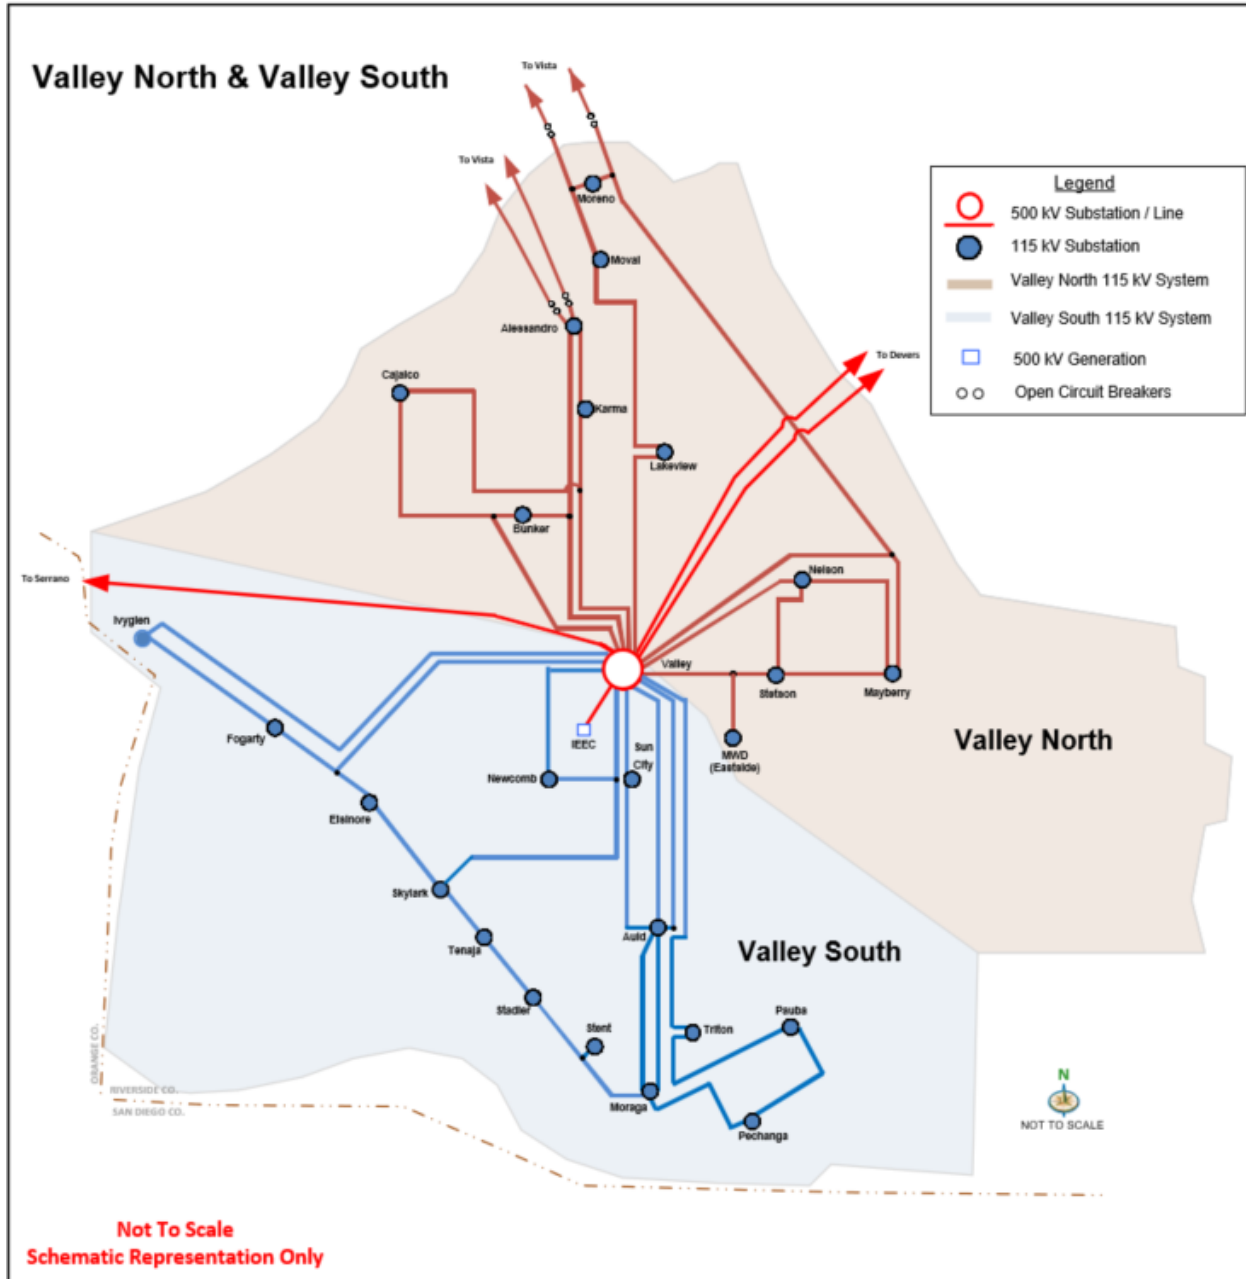 Valley North & Valley South
To Vista
To Vista
To Vista
Moreno
Moval
Alessandro
Cajalco
Karma
Lakeview
Bunker
To Devers
Legend
500 kV Substation / Line
115 kV Substation
Valley North 115 kV System
Valley South 115 kV System
500 kV Generation
Open Circuit Breakers
To Serrano
Nelson
Ivyglen
Valley
Stetson
Mayberry
Fogarty
IEEC
Sun
City
MWD
(Eastside)
Valley North
Newcomb
Elsinore
Skylark
Auld
Valley South
Tenaja
Stadler
Stent
Triton
Pauba
Moraga
Pechanga
ORANGE CO.
RIVERSIDE CO.
SAN DIEGO CO.
N
NOT TO SCALE
Not To Scale
Schematic Representation Only